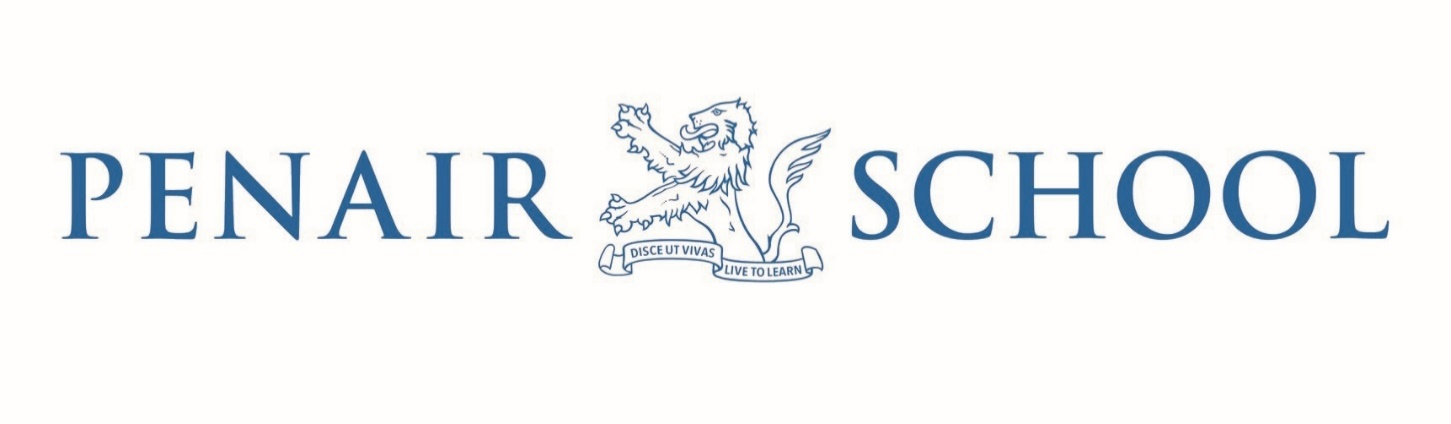 PENAIR SCHOOL
DISCE UT VIVAS
LIVE TO LEARN